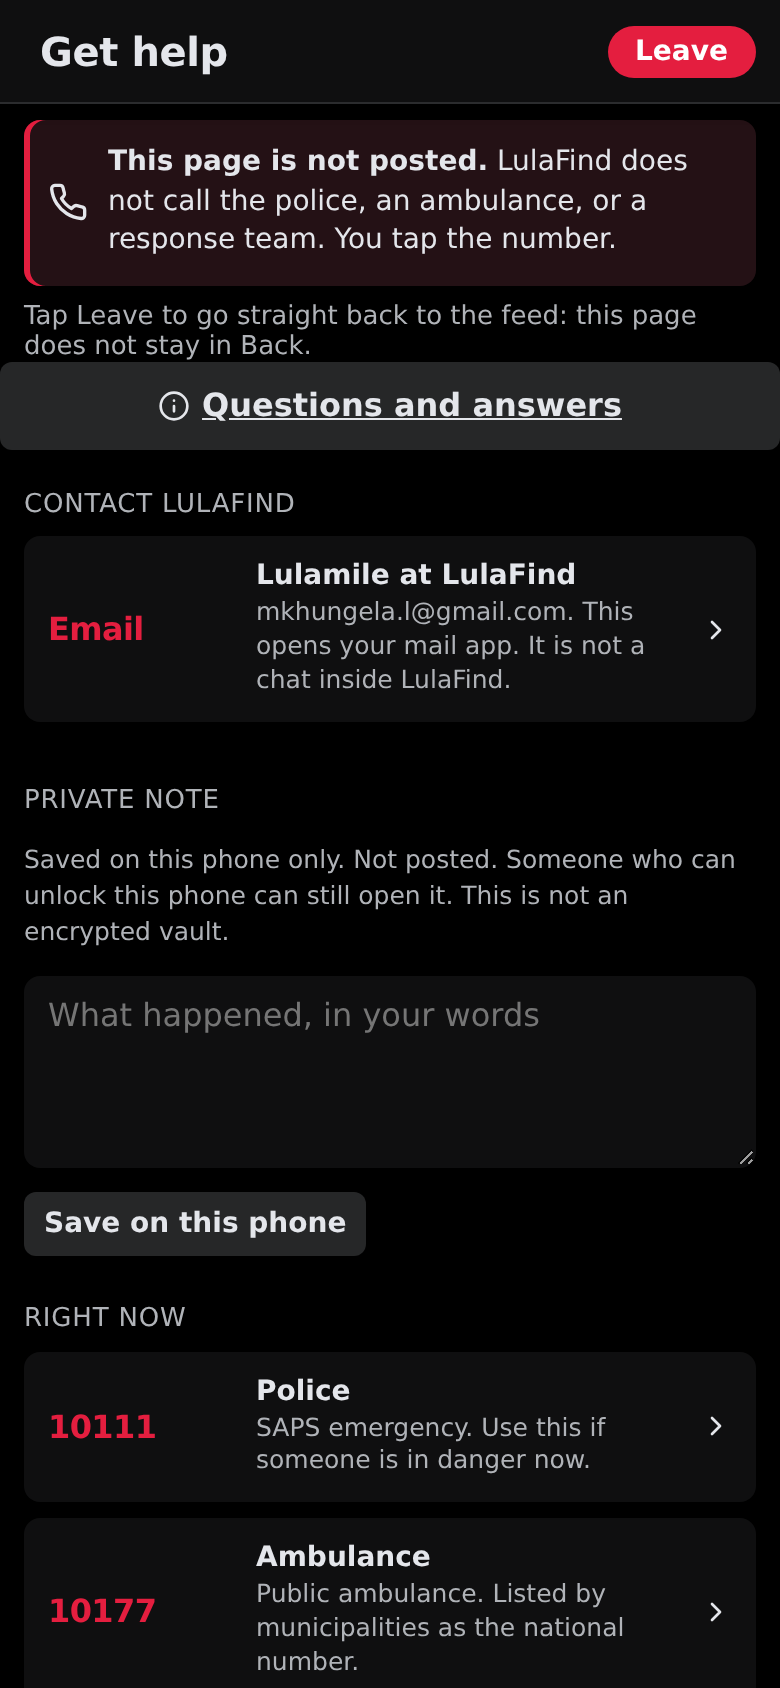 Get help
Leave
This page is not posted. LulaFind does
not call the police, an ambulance, or a
response team. You tap the number.
Tap Leave to go straight back to the feed: this page
does not stay in Back.
Questions and answers
CONTACT LULAFIND
Email
Lulamile at LulaFind
mkhungela.l@gmail.com. This
opens your mail app. It is not a
chat inside LulaFind.
PRIVATE NOTE
Saved on this phone only. Not posted. Someone who can
unlock this phone can still open it. This is not an
encrypted vault.
What happened, in your words
Save on this phone
RIGHT NOW
10111
Police
SAPS emergency. Use this if
someone is in danger now.
10177
Ambulance
Public ambulance. Listed by
municipalities as the national
number.